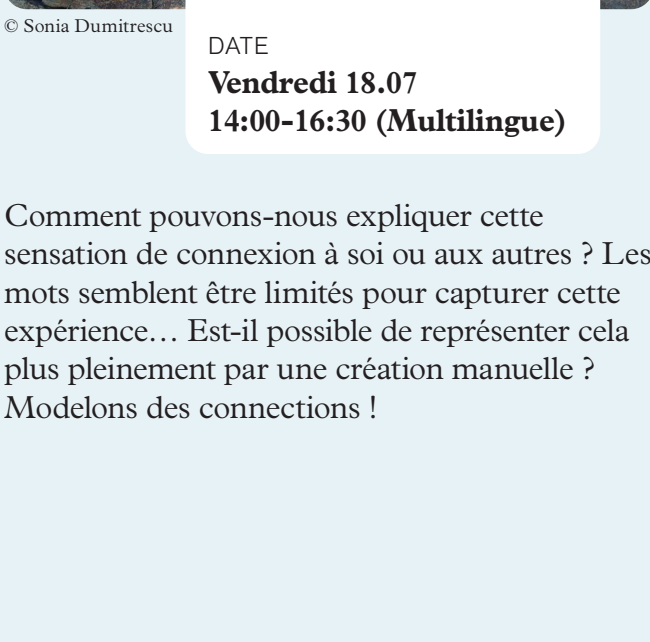 © Sonia Dumitrescu
DATE
Vendredi 18.07
14:00-16:30 (Multilingue)
Comment pouvons-nous expliquer cette
sensation de connexion à soi ou aux autres ? Les
mots semblent être limités pour capturer cette
expérience… Est-il possible de représenter cela
plus pleinement par une création manuelle ?
Modelons des connections !